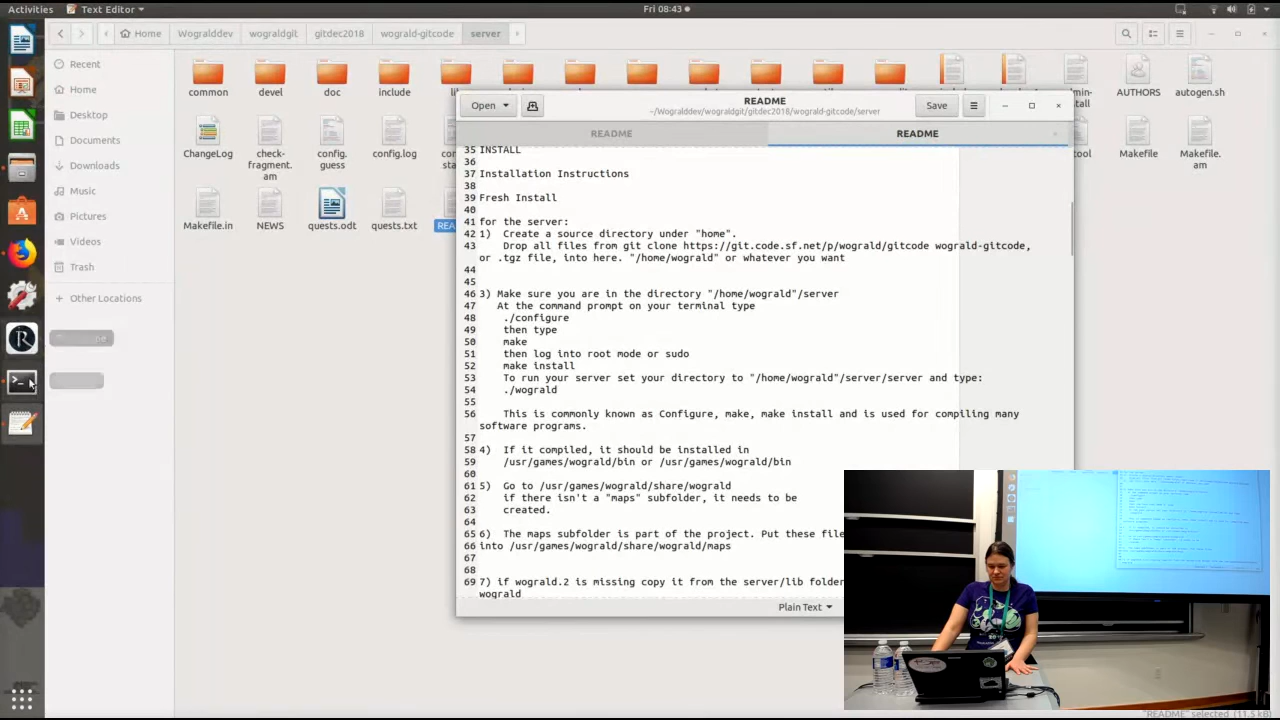 Activities Text Editor Fri 08:43
Home Wogralddev wograldgit gitdec2018 wograld-gitcode server
Recent
Home
Desktop
Documents
Downloads
Music
Pictures
Videos
Trash
Other Locations
common devel doc include AUTHORS autogen.sh
ChangeLog check-fragment.am config.guess config.log Makefile Makefile.am
Makefile.in NEWS quests.odt quests.txt
Open README Save
~/Wogralddev/wograldgit/gitdec2018/wograld-gitcode/server
README README
35 INSTALL
36
37 Installation Instructions
38
39 Fresh Install
40
41 for the server:
42 1) Create a source directory under "home".
43 Drop all files from git clone https://git.code.sf.net/p/wograld/gitcode wograld-gitcode,
or .tgz file, into here. "/home/wograld" or whatever you want
44
45
46 3) Make sure you are in the directory "/home/wograld"/server
47 At the command prompt on your terminal type
48 ./configure
49 then type
50 make
51 then log into root mode or sudo
52 make install
53 To run your server set your directory to "/home/wograld"/server/server and type:
54 ./wograld
55
56 This is commonly known as Configure, make, make install and is used for compiling many
software programs.
57
58 4) If it compiled, it should be installed in
59 /usr/games/wograld/bin or /usr/games/wograld/bin
60
61 5) Go to /usr/games/wograld/share/wograld
62 if there isn't a "maps" subfolder, it needs to be
63 created.
64
65 6) The maps subfolder is part of the project. Put these file
66 into /usr/games/wograld/share/wograld/maps
67
68
69 7) if wograld.2 is missing copy it from the server/lib folder
wograld
Plain Text
"README" selected (11.5 kB)